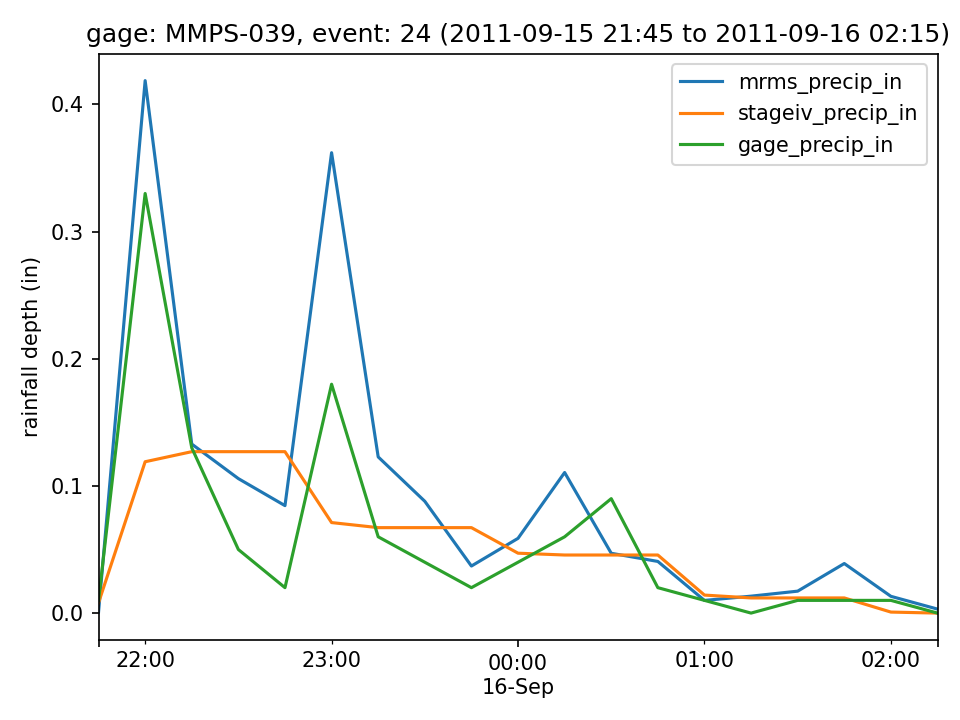 gage: MMPS-039, event: 24 (2011-09-15 21:45 to 2011-09-16 02:15)
mrms_precip_in
stageiv_precip_in
gage_precip_in
rainfall depth (in)
0.4
0.3
0.2
0.1
0.0
22:00 23:00 00:00 01:00 02:00
16-Sep